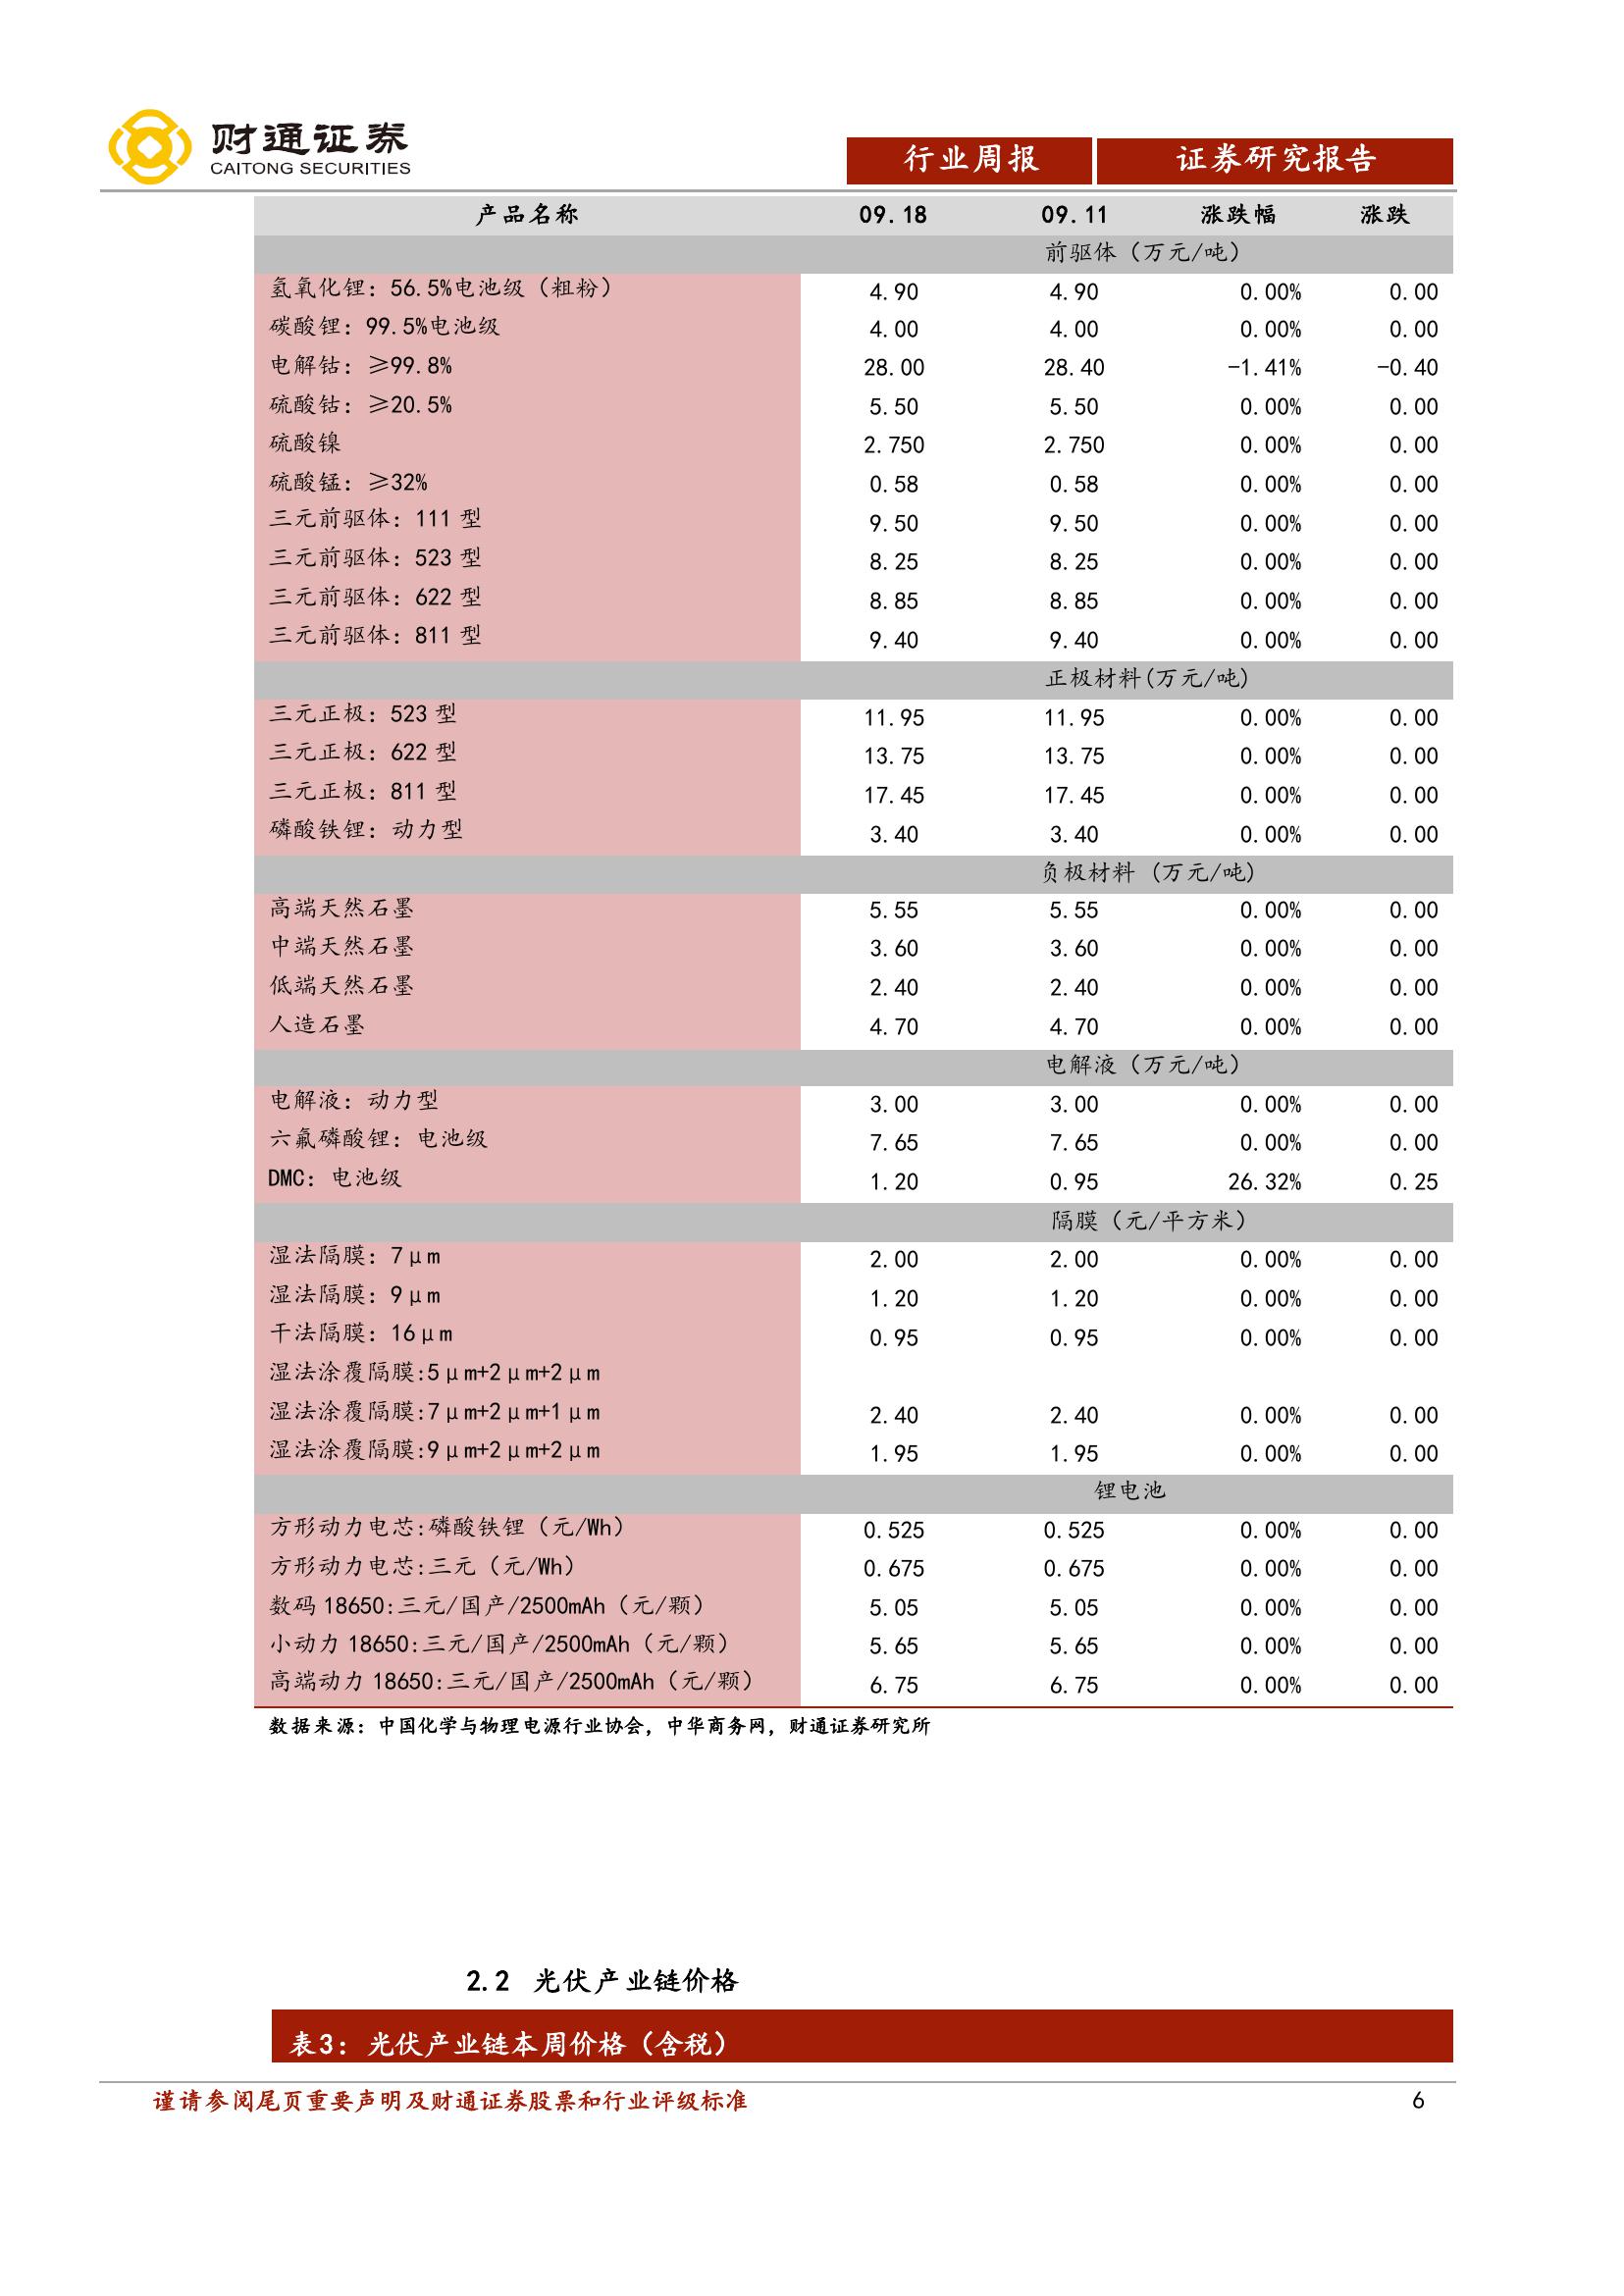 财通证券
CAITONG SECURITIES
行业周报 证券研究报告
产品名称 09.18 09.11 涨跌幅 涨跌
前驱体（万元/吨）
氢氧化锂：56.5%电池级（粗粉） 4.90 4.90 0.00% 0.00
碳酸锂：99.5%电池级 4.00 4.00 0.00% 0.00
电解钴：≥99.8% 28.00 28.40 -1.41% -0.40
硫酸钴：≥20.5% 5.50 5.50 0.00% 0.00
硫酸镍 2.750 2.750 0.00% 0.00
硫酸锰：≥32% 0.58 0.58 0.00% 0.00
三元前驱体：111 型 9.50 9.50 0.00% 0.00
三元前驱体：523 型 8.25 8.25 0.00% 0.00
三元前驱体：622 型 8.85 8.85 0.00% 0.00
三元前驱体：811 型 9.40 9.40 0.00% 0.00
正极材料(万元/吨)
三元正极：523 型 11.95 11.95 0.00% 0.00
三元正极：622 型 13.75 13.75 0.00% 0.00
三元正极：811 型 17.45 17.45 0.00% 0.00
磷酸铁锂：动力型 3.40 3.40 0.00% 0.00
负极材料 (万元/吨)
高端天然石墨 5.55 5.55 0.00% 0.00
中端天然石墨 3.60 3.60 0.00% 0.00
低端天然石墨 2.40 2.40 0.00% 0.00
人造石墨 4.70 4.70 0.00% 0.00
电解液（万元/吨）
电解液：动力型 3.00 3.00 0.00% 0.00
六氟磷酸锂：电池级 7.65 7.65 0.00% 0.00
DMC：电池级 1.20 0.95 26.32% 0.25
隔膜（元/平方米）
湿法隔膜：7μm 2.00 2.00 0.00% 0.00
湿法隔膜：9μm 1.20 1.20 0.00% 0.00
干法隔膜：16μm 0.95 0.95 0.00% 0.00
湿法涂覆隔膜:5μm+2μm+2μm
湿法涂覆隔膜:7μm+2μm+1μm 2.40 2.40 0.00% 0.00
湿法涂覆隔膜:9μm+2μm+2μm 1.95 1.95 0.00% 0.00
锂电池
方形动力电芯:磷酸铁锂（元/Wh） 0.525 0.525 0.00% 0.00
方形动力电芯:三元（元/Wh） 0.675 0.675 0.00% 0.00
数码 18650:三元/国产/2500mAh（元/颗） 5.05 5.05 0.00% 0.00
小动力 18650:三元/国产/2500mAh（元/颗） 5.65 5.65 0.00% 0.00
高端动力 18650:三元/国产/2500mAh（元/颗） 6.75 6.75 0.00% 0.00
数据来源：中国化学与物理电源行业协会，中华商务网，财通证券研究所
2.2 光伏产业链价格
表3：光伏产业链本周价格（含税）
谨请参阅尾页重要声明及财通证券股票和行业评级标准 6